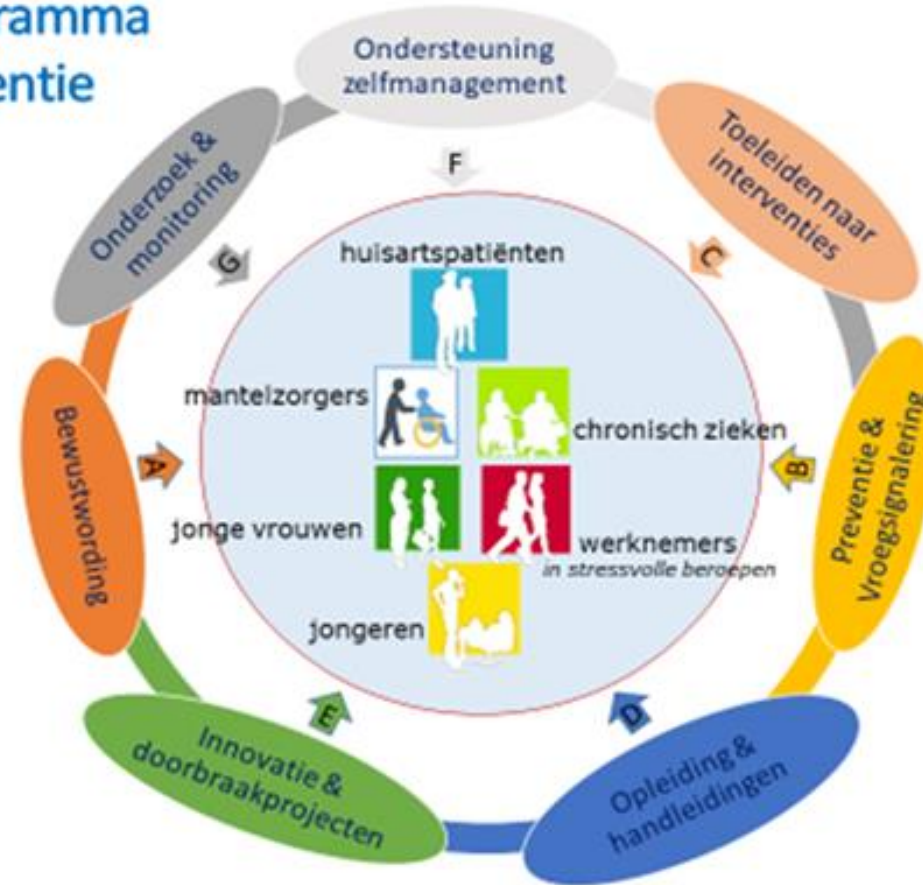 ramma
entie
Ondersteuning
zelfmanagement
Toeleiden naar
interventies
Preventie &
Vroegsignalering
Opleiding &
handleidingen
Innovatie &
doorbraakprojecten
Bewustwording
Onderzoek &
monitoring
F
C
B
D
E
A
G
huisartspatiënten
mantelzorgers
chronisch zieken
jonge vrouwen
werknemers
in stressvolle beroepen
jongeren